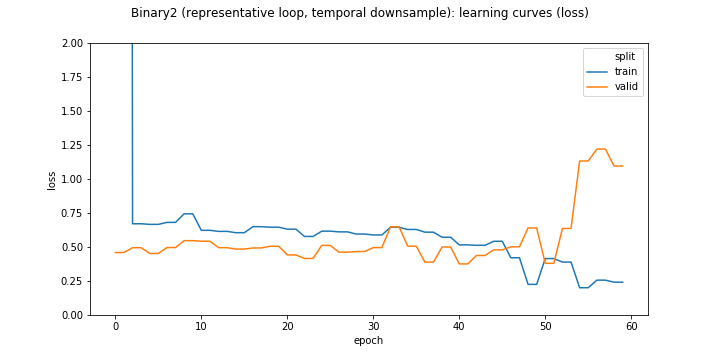 Binary2 (representative loop, temporal downsample): learning curves (loss)
2.00
1.75
1.50
1.25
1.00
0.75
0.50
0.25
0.00
loss
split
train
valid
0 10 20 30 40 50 60
epoch